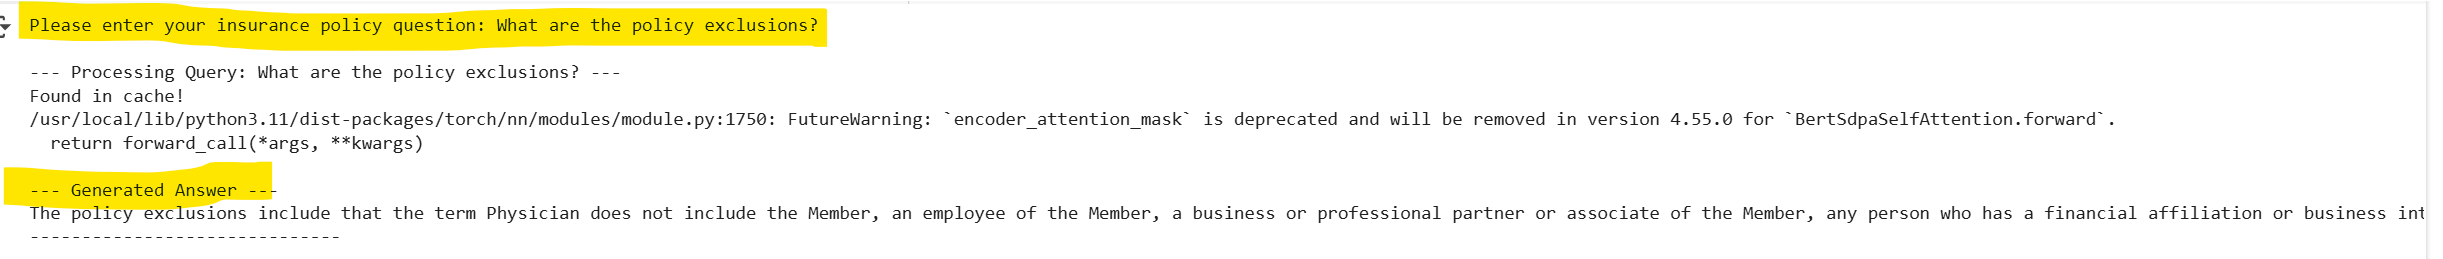 Please enter your insurance policy question: What are the policy exclusions?
--- Processing Query: What are the policy exclusions? ---
Found in cache!
/usr/local/lib/python3.11/dist-packages/torch/nn/modules/module.py:1750: FutureWarning: `encoder_attention_mask` is deprecated and will be removed in version 4.55.0 for `BertSdpaSelfAttention.forward`.
  return forward_call(*args, **kwargs)
--- Generated Answer ---
The policy exclusions include that the term Physician does not include the Member, an employee of the Member, a business or professional partner or associate of the Member, any person who has a financial affiliation or business int
------------------------------